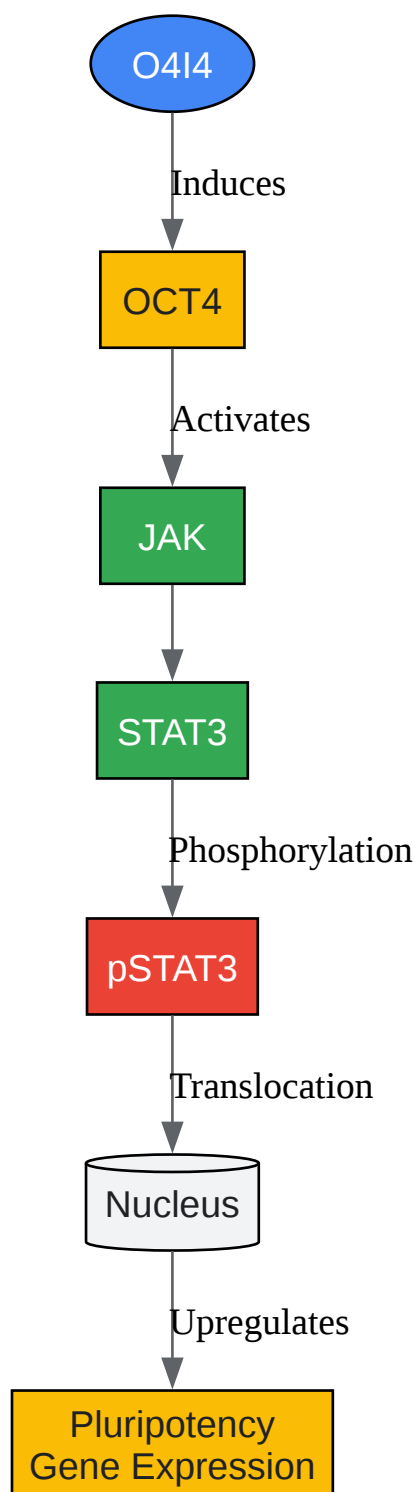 O4I4
Induces
OCT4
Activates
JAK
STAT3
Phosphorylation
pSTAT3
Translocation
Nucleus
Upregulates
Pluripotency
Gene Expression